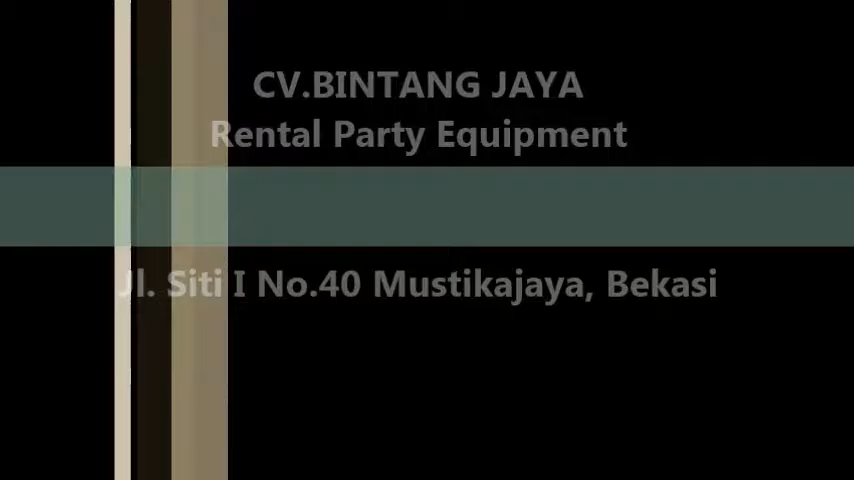 CV.BINTANG JAYA
Rental Party Equipment
Jl. Siti I No.40 Mustikajaya, Bekasi